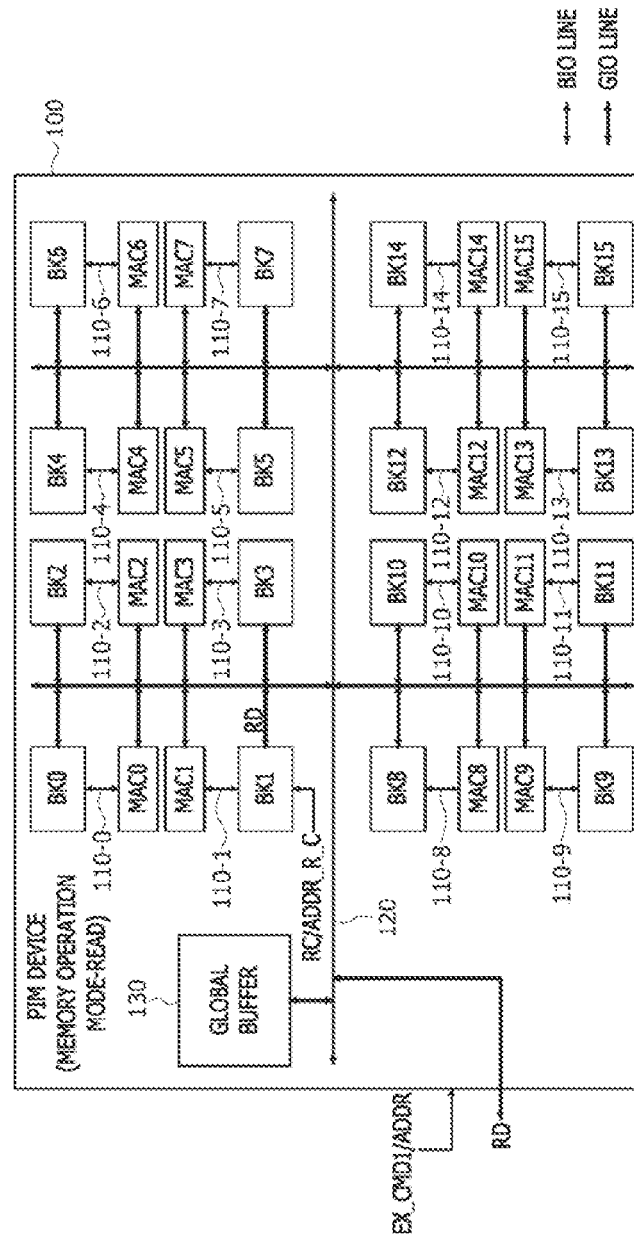 PIM DEVICE
(MEMORY OPERATION
MODE-READ)
100
130
GLOBAL
BUFFER
120
EX_CMD1/ADDR
RD
RC/ADDR_R_C
RD
BK0
110-0
MAC0
MAC1
110-1
BK1
BK2
110-2
MAC2
MAC3
110-3
BK3
BK4
110-4
MAC4
MAC5
110-5
BK5
BK6
110-6
MAC6
MAC7
110-7
BK7
BK8
110-8
MAC8
MAC9
110-9
BK9
BK10
110-10
MAC10
MAC11
110-11
BK11
BK12
110-12
MAC12
MAC13
110-13
BK13
BK14
110-14
MAC14
MAC15
110-15
BK15
BIO LINE
GIO LINE